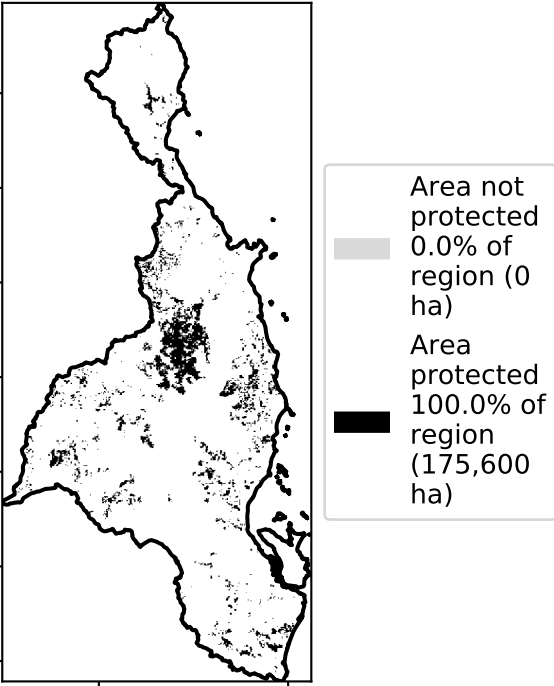 Area not
protected
0.0% of
region (0
ha)
Area
protected
100.0% of
region
(175,600
ha)